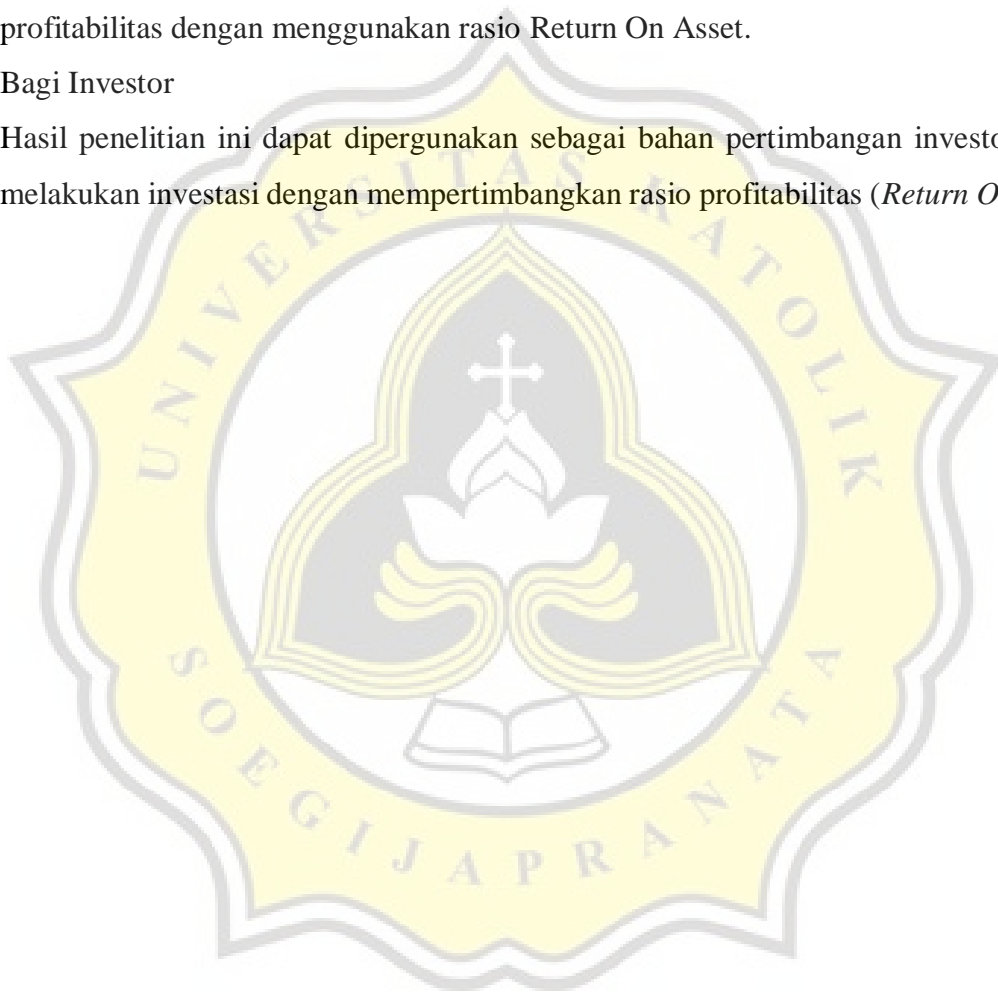 profitabilitas dengan menggunakan rasio Return On Asset.
Bagi Investor
Hasil penelitian ini dapat dipergunakan sebagai bahan pertimbangan investo
melakukan investasi dengan mempertimbangkan rasio profitabilitas (Return O
UNIVERSITAS KATOLIK
SOEGIJAPRANATA